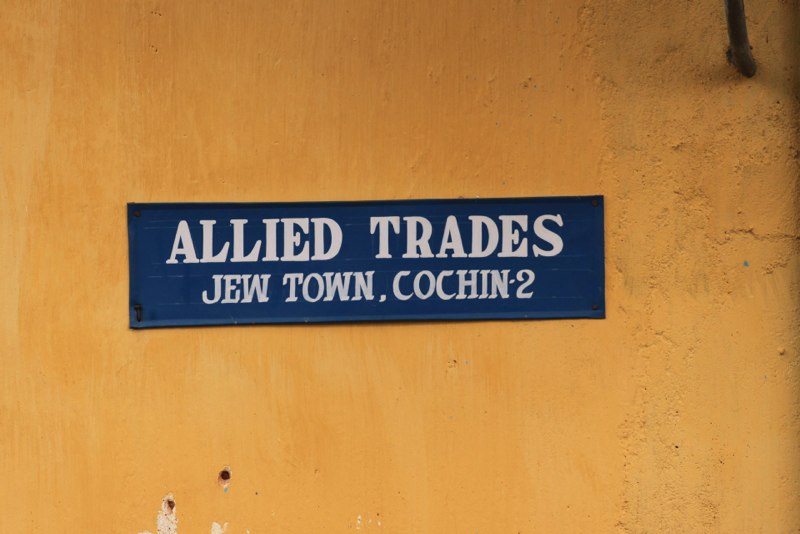 ALLIED TRADES
JEW TOWN, COCHIN-2